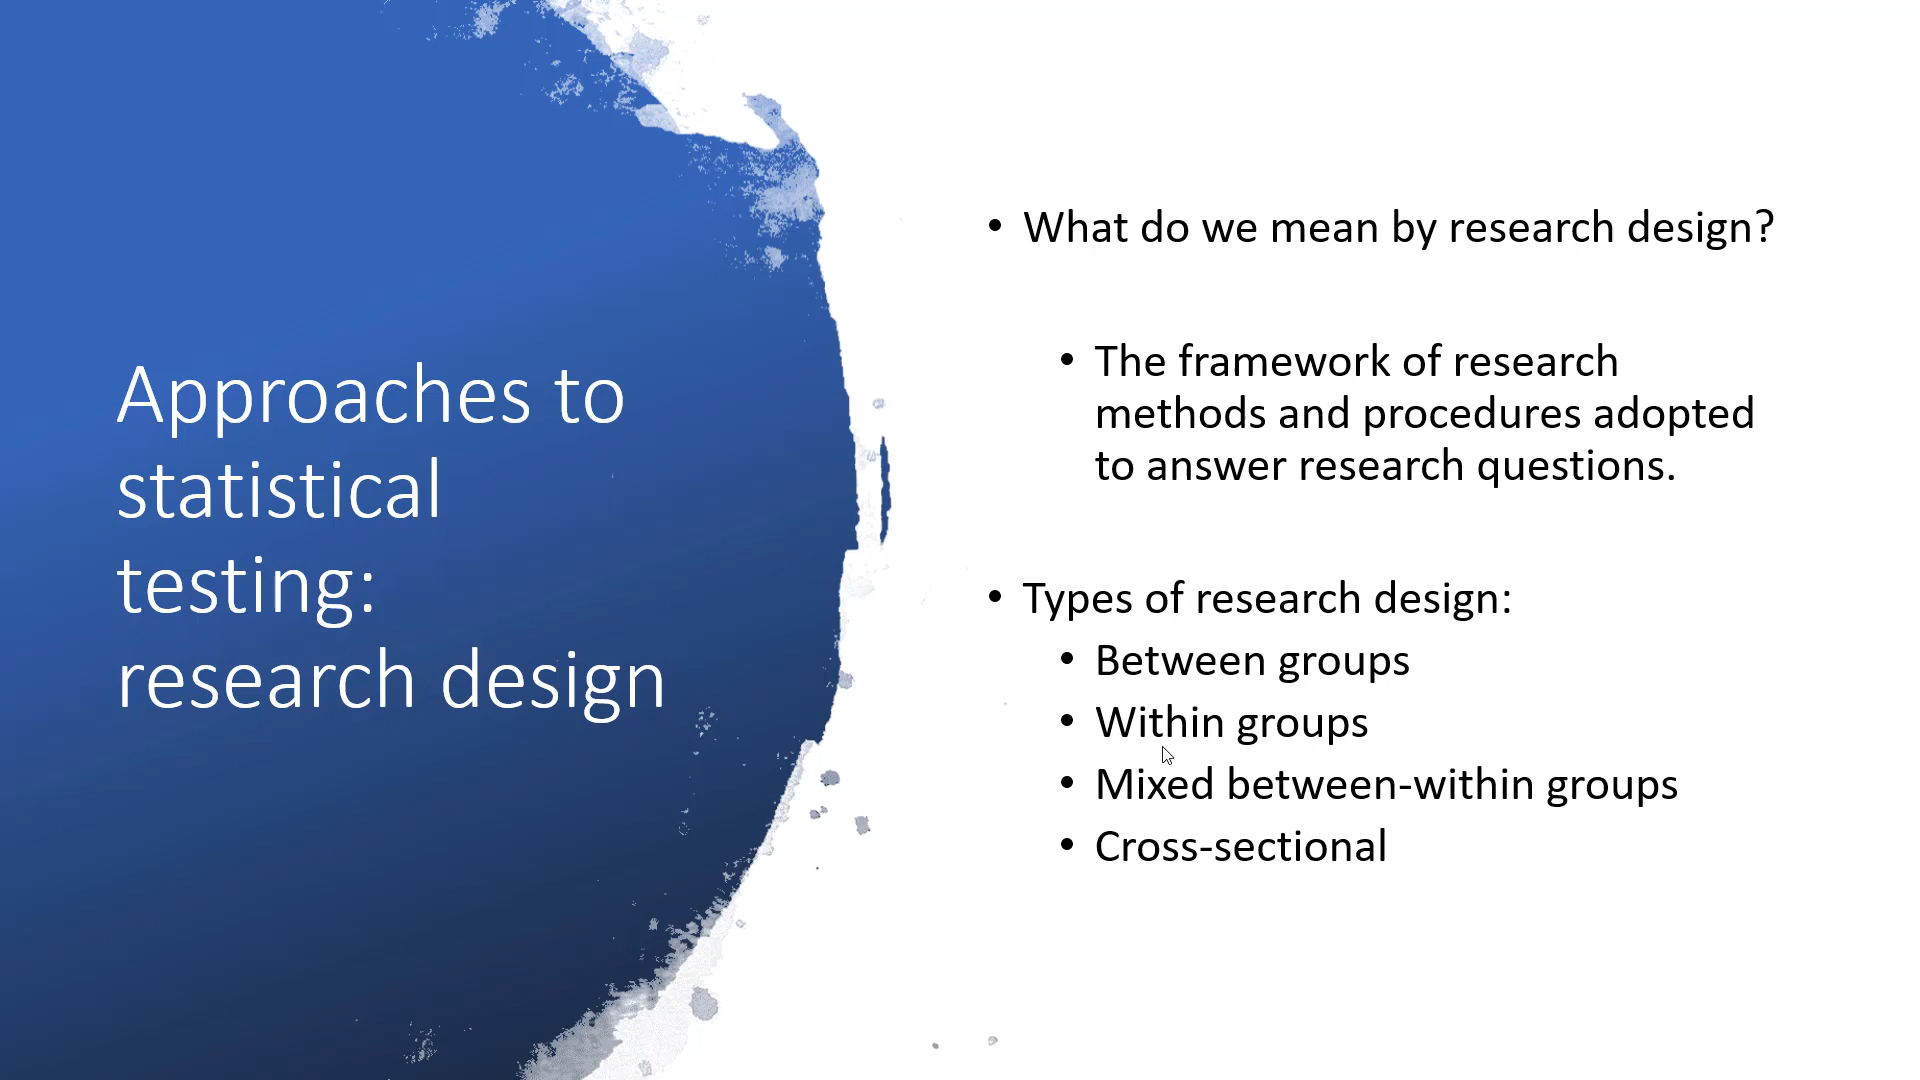 Approaches to
statistical
testing:
research design
• What do we mean by research design?
• The framework of research
methods and procedures adopted
to answer research questions.
• Types of research design:
• Between groups
• Within groups
• Mixed between-within groups
• Cross-sectional